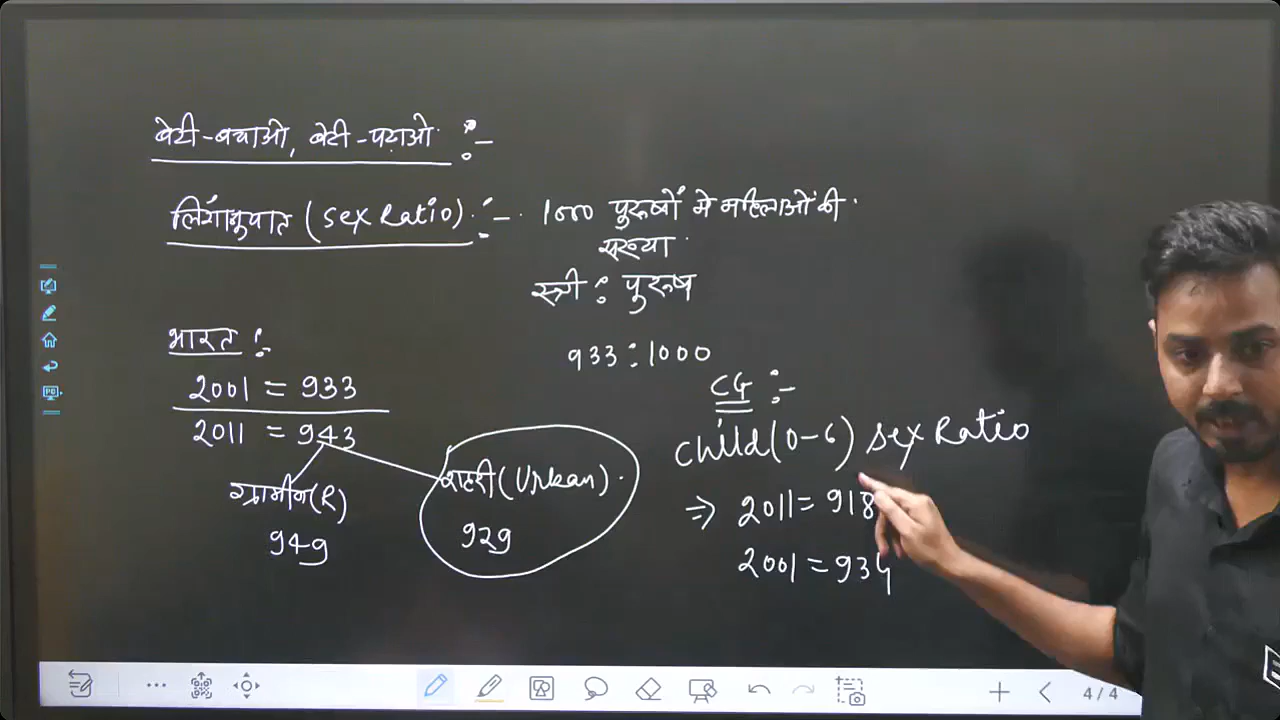 बेटी-बचाओ, बेटी-पढ़ाओ :-
लिंगानुपात (Sex Ratio) :- 1000 पुरुषों में महिलाओं की
संख्या
स्त्री : पुरुष
933 : 1000
भारत :-
2001 = 933
2011 = 943
ग्रामीण (R)
949
शहरी (Urban)
929
CG :-
Child (0-6) Sex Ratio
⇒ 2011 = 918
2001 = 934
4 / 4